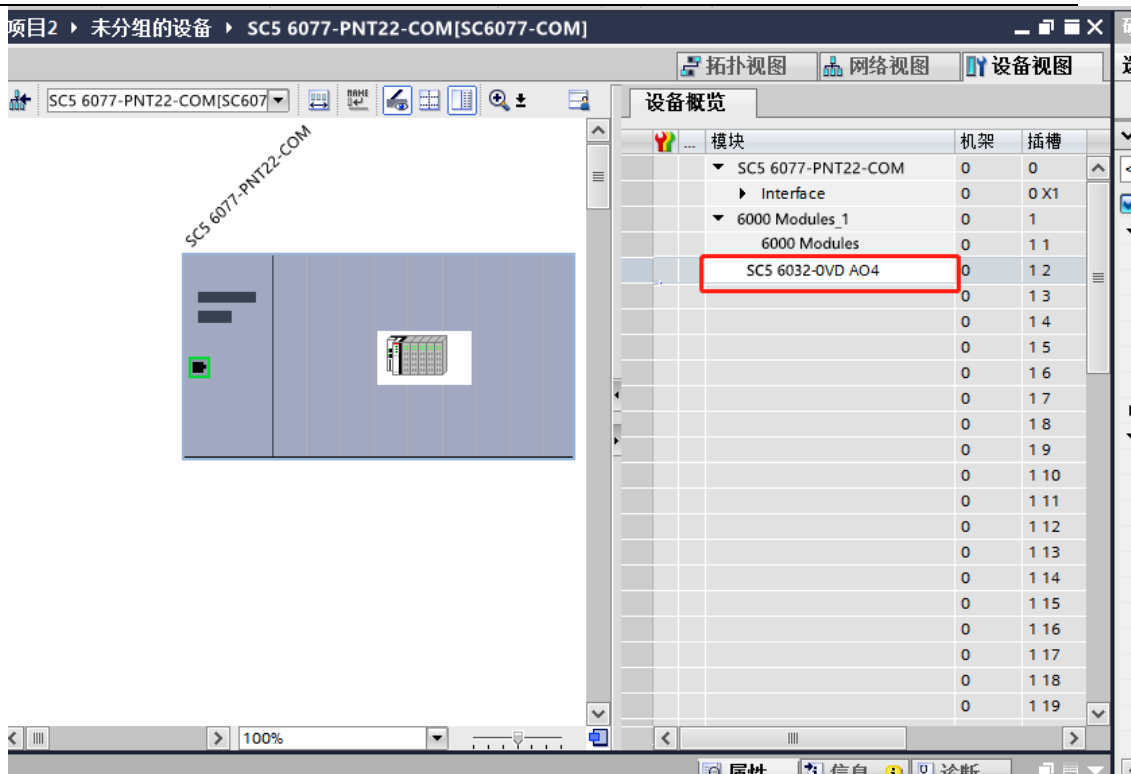 项目2 ▸ 未分组的设备 ▸ SC5 6077-PNT22-COM[SC6077-COM]
拓扑视图 网络视图 设备视图
SC5 6077-PNT22-COM[SC607
设备概览
SC5 6077-PNT22-COM
... 模块 机架 插槽
SC5 6077-PNT22-COM 0 0
Interface 0 0 X1
6000 Modules_1 0 1
6000 Modules 0 1 1
SC5 6032-0VD AO4 0 1 2
0 1 3
0 1 4
0 1 5
0 1 6
0 1 7
0 1 8
0 1 9
0 1 10
0 1 11
0 1 12
0 1 13
0 1 14
0 1 15
0 1 16
0 1 17
0 1 18
0 1 19
100%
属性 信息 诊断